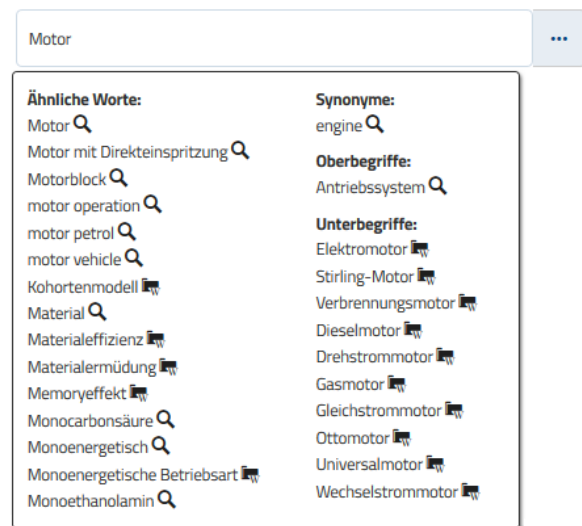 Motor
Ähnliche Worte:
Motor
Motor mit Direkteinspritzung
Motorblock
motor operation
motor petrol
motor vehicle
Kohortenmodell
Material
Materialeffizienz
Materialermüdung
Memoryeffekt
Monocarbonsäure
Monoenergetisch
Monoenergetische Betriebsart
Monoethanolamin
Synonyme:
engine
Oberbegriffe:
Antriebssystem
Unterbegriffe:
Elektromotor
Stirling-Motor
Verbrennungsmotor
Dieselmotor
Drehstrommotor
Gasmotor
Gleichstrommotor
Ottomotor
Universalmotor
Wechselstrommotor